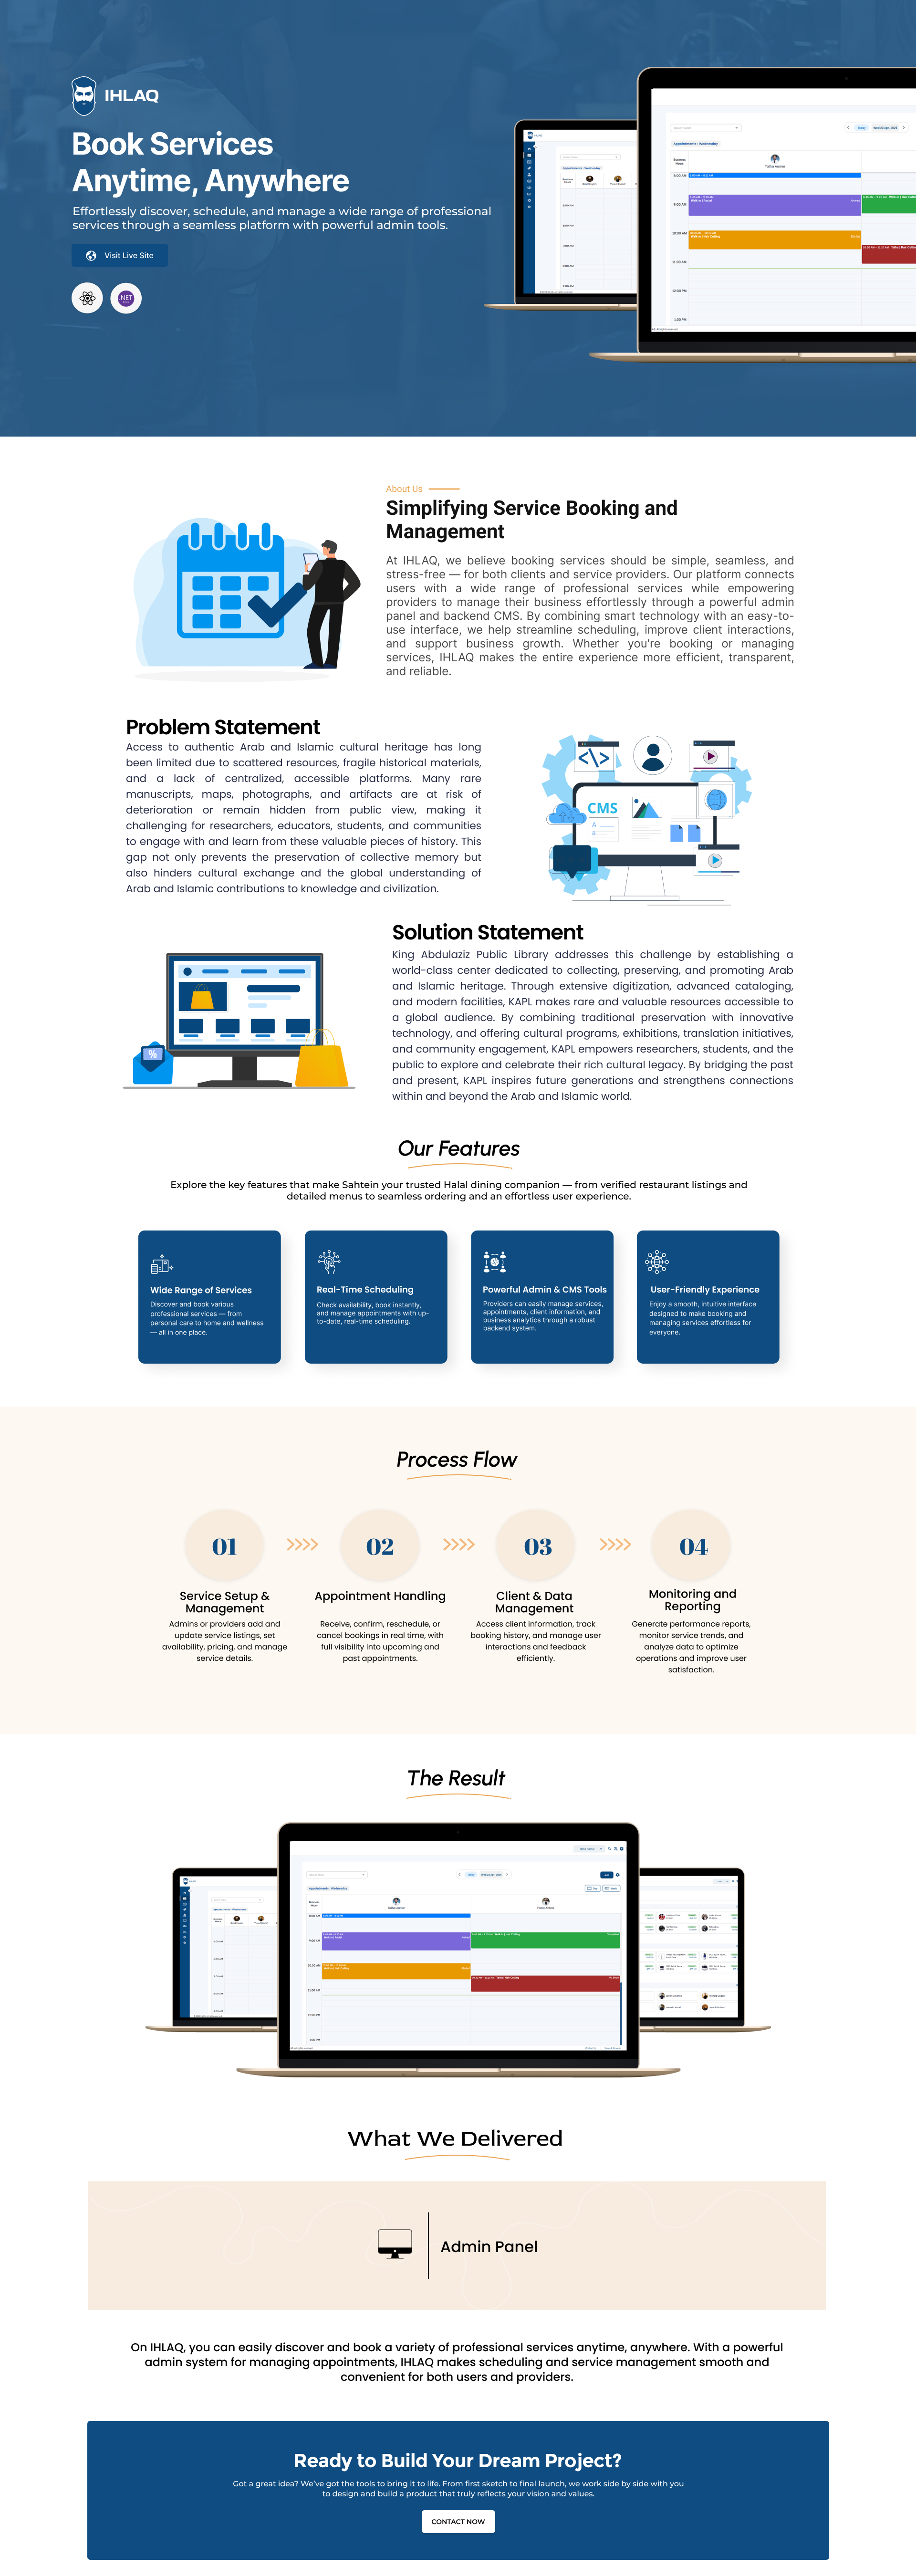 IHLAQ
Book Services
Anytime, Anywhere
Effortlessly discover, schedule, and manage a wide range of professional
services through a seamless platform with powerful admin tools.
Visit Live Site
.NET
About Us
Simplifying Service Booking and
Management
At IHLAQ, we believe booking services should be simple, seamless, and
stress-free — for both clients and service providers. Our platform connects
users with a wide range of professional services while empowering
providers to manage their business effortlessly through a powerful admin
panel and backend CMS. By combining smart technology with an easy-to-
use interface, we help streamline scheduling, improve client interactions,
and support business growth. Whether you're booking or managing
services, IHLAQ makes the entire experience more efficient, transparent,
and reliable.
Problem Statement
Access to authentic Arab and Islamic cultural heritage has long
been limited due to scattered resources, fragile historical materials,
and a lack of centralized, accessible platforms. Many rare
manuscripts, maps, photographs, and artifacts are at risk of
deterioration or remain hidden from public view, making it
challenging for researchers, educators, students, and communities
to engage with and learn from these valuable pieces of history. This
gap not only prevents the preservation of collective memory but
also hinders cultural exchange and the global understanding of
Arab and Islamic contributions to knowledge and civilization.
</>
CMS
Solution Statement
King Abdulaziz Public Library addresses this challenge by establishing a
world-class center dedicated to collecting, preserving, and promoting Arab
and Islamic heritage. Through extensive digitization, advanced cataloging,
and modern facilities, KAPL makes rare and valuable resources accessible to
a global audience. By combining traditional preservation with innovative
technology, and offering cultural programs, exhibitions, translation initiatives,
and community engagement, KAPL empowers researchers, students, and the
public to explore and celebrate their rich cultural legacy. By bridging the past
and present, KAPL inspires future generations and strengthens connections
within and beyond the Arab and Islamic world.
%
Our Features
Explore the key features that make Sahtein your trusted Halal dining companion — from verified restaurant listings and
detailed menus to seamless ordering and an effortless user experience.
Wide Range of Services
Discover and book various
professional services — from
personal care to home and wellness
— all in one place.
Real-Time Scheduling
Check availability, book instantly,
and manage appointments with up-
to-date, real-time scheduling.
Powerful Admin & CMS Tools
Providers can easily manage services,
appointments, client information, and
business analytics through a robust
backend system.
User-Friendly Experience
Enjoy a smooth, intuitive interface
designed to make booking and
managing services effortless for
everyone.
Process Flow
01
Service Setup &
Management
Admins or providers add and
update service listings, set
availability, pricing, and manage
service details.
02
Appointment Handling
Receive, confirm, reschedule, or
cancel bookings in real time, with
full visibility into upcoming and
past appointments.
03
Client & Data
Management
Access client information, track
booking history, and manage user
interactions and feedback
efficiently.
04
Monitoring and
Reporting
Generate performance reports,
monitor service trends, and
analyze data to optimize
operations and improve user
satisfaction.
The Result
What We Delivered
Admin Panel
On IHLAQ, you can easily discover and book a variety of professional services anytime, anywhere. With a powerful
admin system for managing appointments, IHLAQ makes scheduling and service management smooth and
convenient for both users and providers.
Ready to Build Your Dream Project?
Got a great idea? We've got the tools to bring it to life. From first sketch to final launch, we work side by side with you
to design and build a product that truly reflects your vision and values.
CONTACT NOW